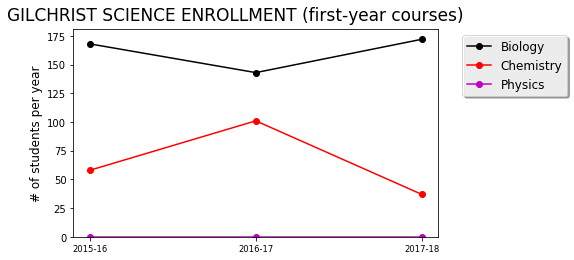 GILCHRIST SCIENCE ENROLLMENT (first-year courses)
175
150
125
100
75
50
25
0
# of students per year
2015-16
2016-17
2017-18
Biology
Chemistry
Physics